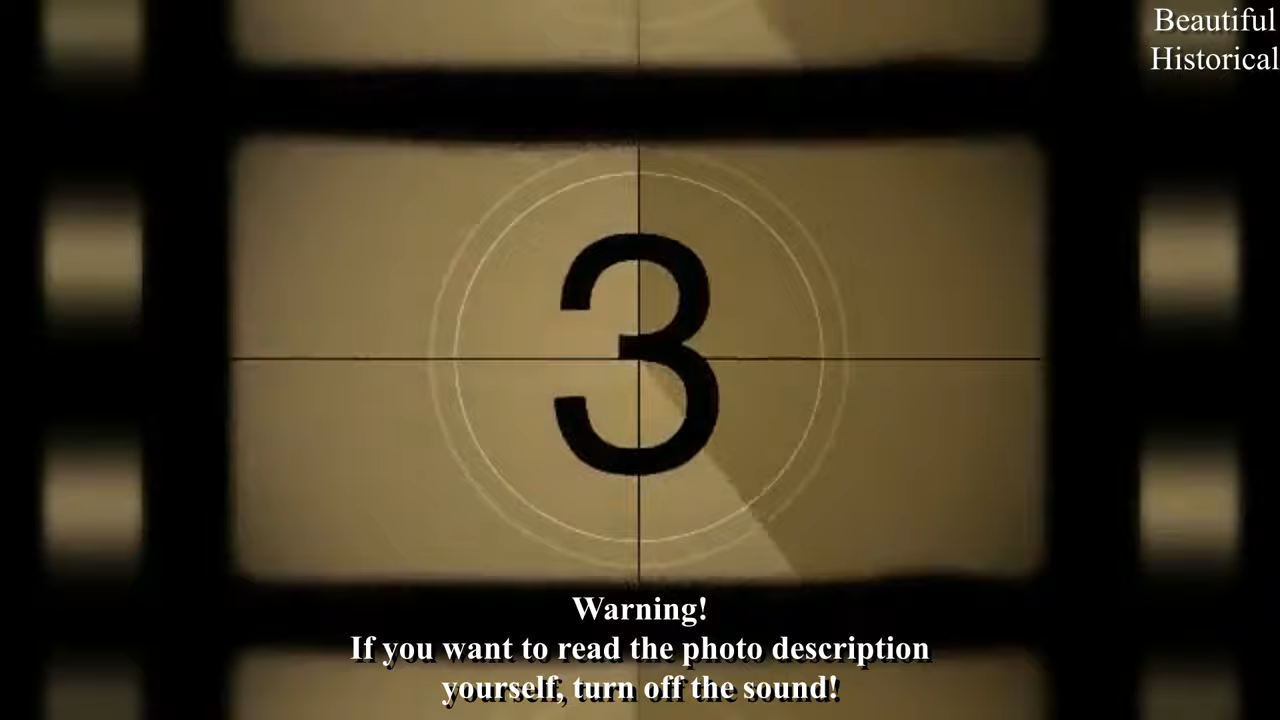 Beautiful
Historical
3
Warning!
If you want to read the photo description
yourself, turn off the sound!